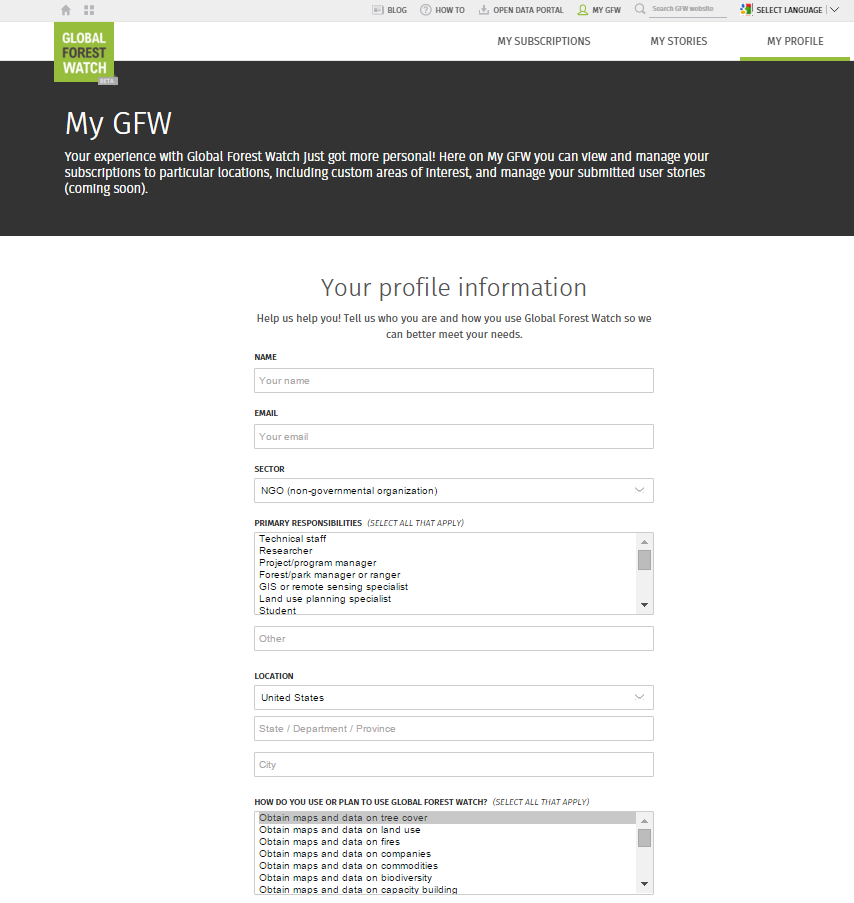 BLOG HOW TO OPEN DATA PORTAL MY GFW Search GFW website SELECT LANGUAGE
GLOBAL
FOREST
WATCH
BETA
MY SUBSCRIPTIONS MY STORIES MY PROFILE
My GFW
Your experience with Global Forest Watch just got more personal! Here on My GFW you can view and manage your
subscriptions to particular locations, including custom areas of interest, and manage your submitted user stories
(coming soon).
Your profile information
Help us help you! Tell us who you are and how you use Global Forest Watch so we
can better meet your needs.
NAME
Your name
EMAIL
Your email
SECTOR
NGO (non-governmental organization)
PRIMARY RESPONSIBILITIES (SELECT ALL THAT APPLY)
Technical staff
Researcher
Project/program manager
Forest/park manager or ranger
GIS or remote sensing specialist
Land use planning specialist
Student
Other
LOCATION
United States
State / Department / Province
City
HOW DO YOU USE OR PLAN TO USE GLOBAL FOREST WATCH? (SELECT ALL THAT APPLY)
Obtain maps and data on tree cover
Obtain maps and data on land use
Obtain maps and data on fires
Obtain maps and data on companies
Obtain maps and data on commodities
Obtain maps and data on biodiversity
Obtain maps and data on capacity building